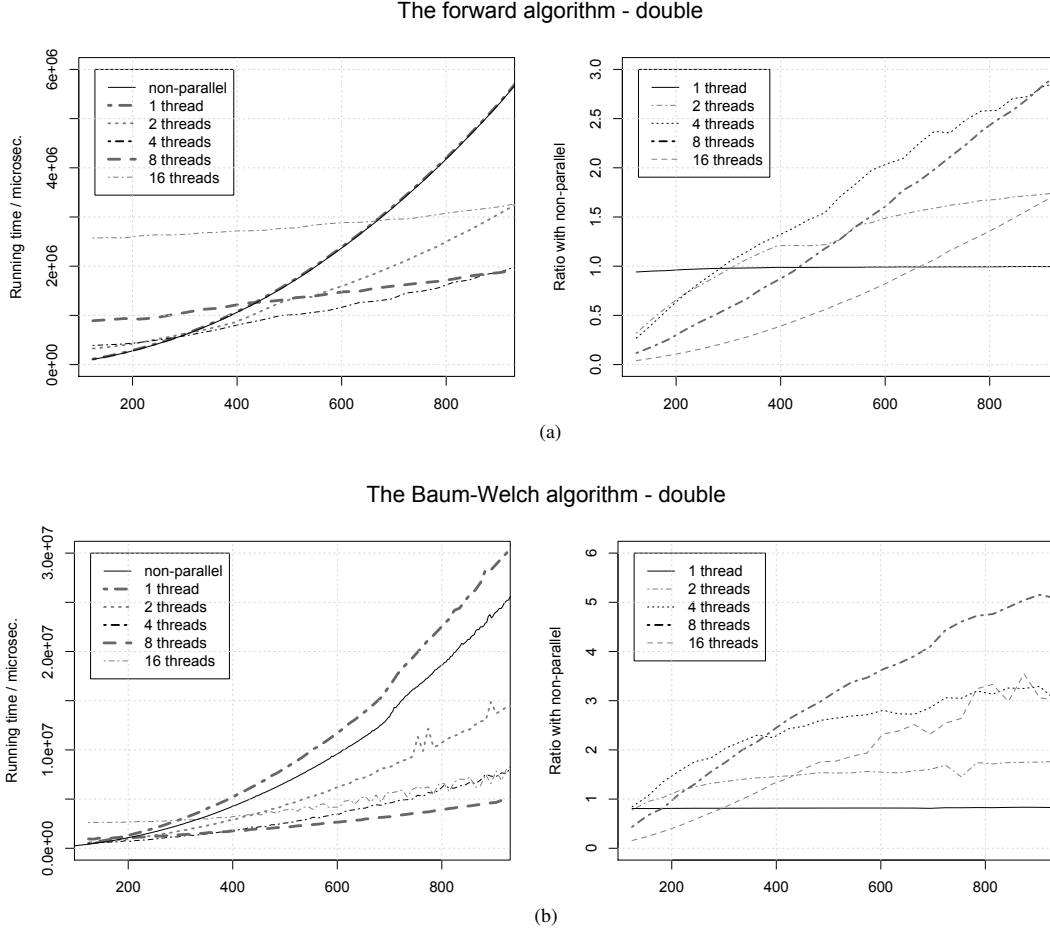 The forward algorithm - double
Running time / microsec.
0e+00
2e+06
4e+06
6e+06
non-parallel
1 thread
2 threads
4 threads
8 threads
16 threads
200
400
600
800
Ratio with non-parallel
0.0
0.5
1.0
1.5
2.0
2.5
3.0
1 thread
2 threads
4 threads
8 threads
16 threads
200
400
600
800
(a)
The Baum-Welch algorithm - double
Running time / microsec.
0.0e+00
1.0e+07
2.0e+07
3.0e+07
non-parallel
1 thread
2 threads
4 threads
8 threads
16 threads
200
400
600
800
Ratio with non-parallel
0
1
2
3
4
5
6
1 thread
2 threads
4 threads
8 threads
16 threads
200
400
600
800
(b)